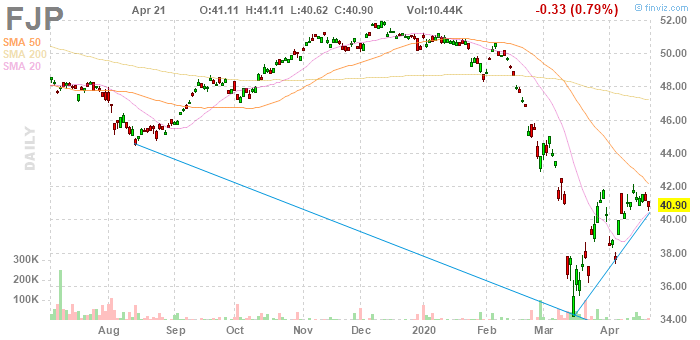 FJP
Apr 21 O:41.11 H:41.11 L:40.62 C:40.90 Vol:10.44K -0.33 (0.79%)
© finviz.com
SMA 50
SMA 200
SMA 20
DAILY
52.00
50.00
48.00
46.00
44.00
42.00
40.90
40.00
38.00
36.00
34.00
300K
200K
100K
Aug Sep Oct Nov Dec 2020 Feb Mar Apr